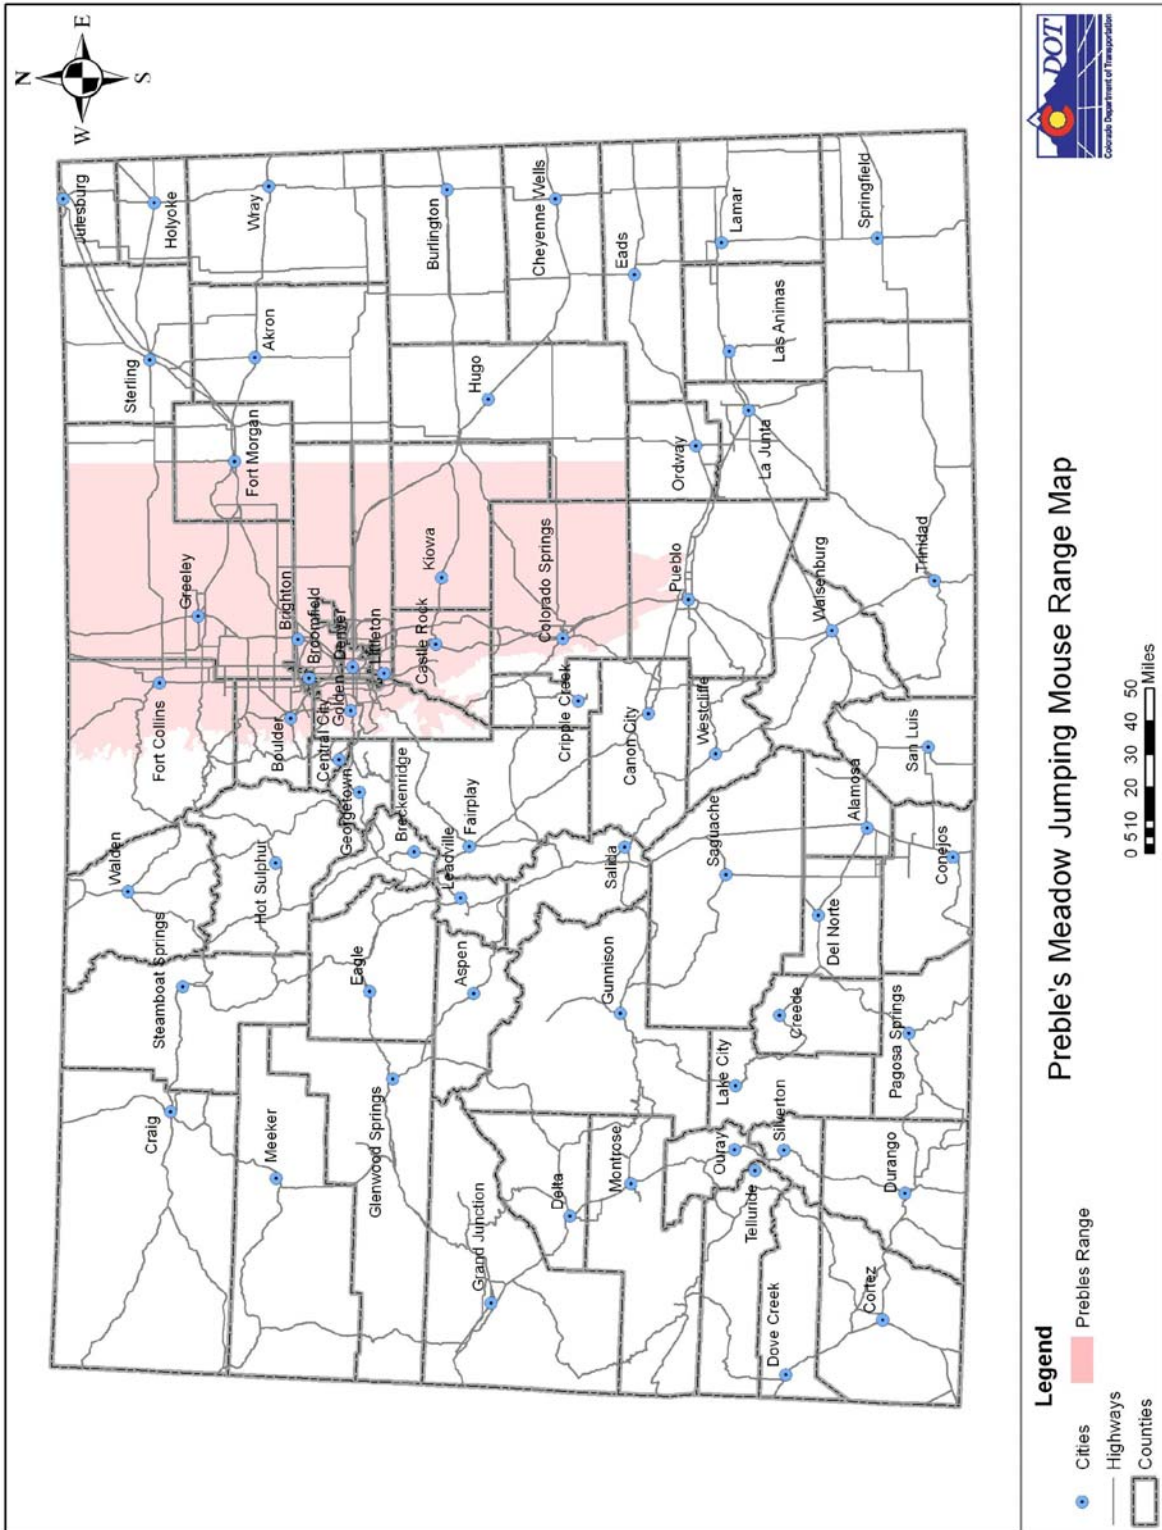 N
W E
S
Julesburg
Holyoke
Sterling
Wray
Akron
Fort Morgan
Greeley
Fort Collins
Walden
Steamboat Springs
Craig
Meeker
Hot Sulphur
Boulder
Brighton
Broomfield
Central City
Golden
Denver
Littleton
Georgetown
Breckenridge
Eagle
Glenwood Springs
Castle Rock
Kiowa
Hugo
Burlington
Cheyenne Wells
Fairplay
Leadville
Aspen
Grand Junction
Colorado Springs
Cripple Creek
Canon City
Salida
Gunnison
Delta
Montrose
Eads
Ordway
Pueblo
Westcliffe
Saguache
Lake City
Ouray
Telluride
Silverton
Lamar
Las Animas
La Junta
Walsenburg
Alamosa
Del Norte
Creede
Dove Creek
Springfield
Trinidad
San Luis
Conejos
Pagosa Springs
Durango
Cortez
Preble's Meadow Jumping Mouse Range Map
Legend
Cities
Prebles Range
Highways
Counties
0 5 10 20 30 40 50
Miles
DOT
Colorado Department of Transportation